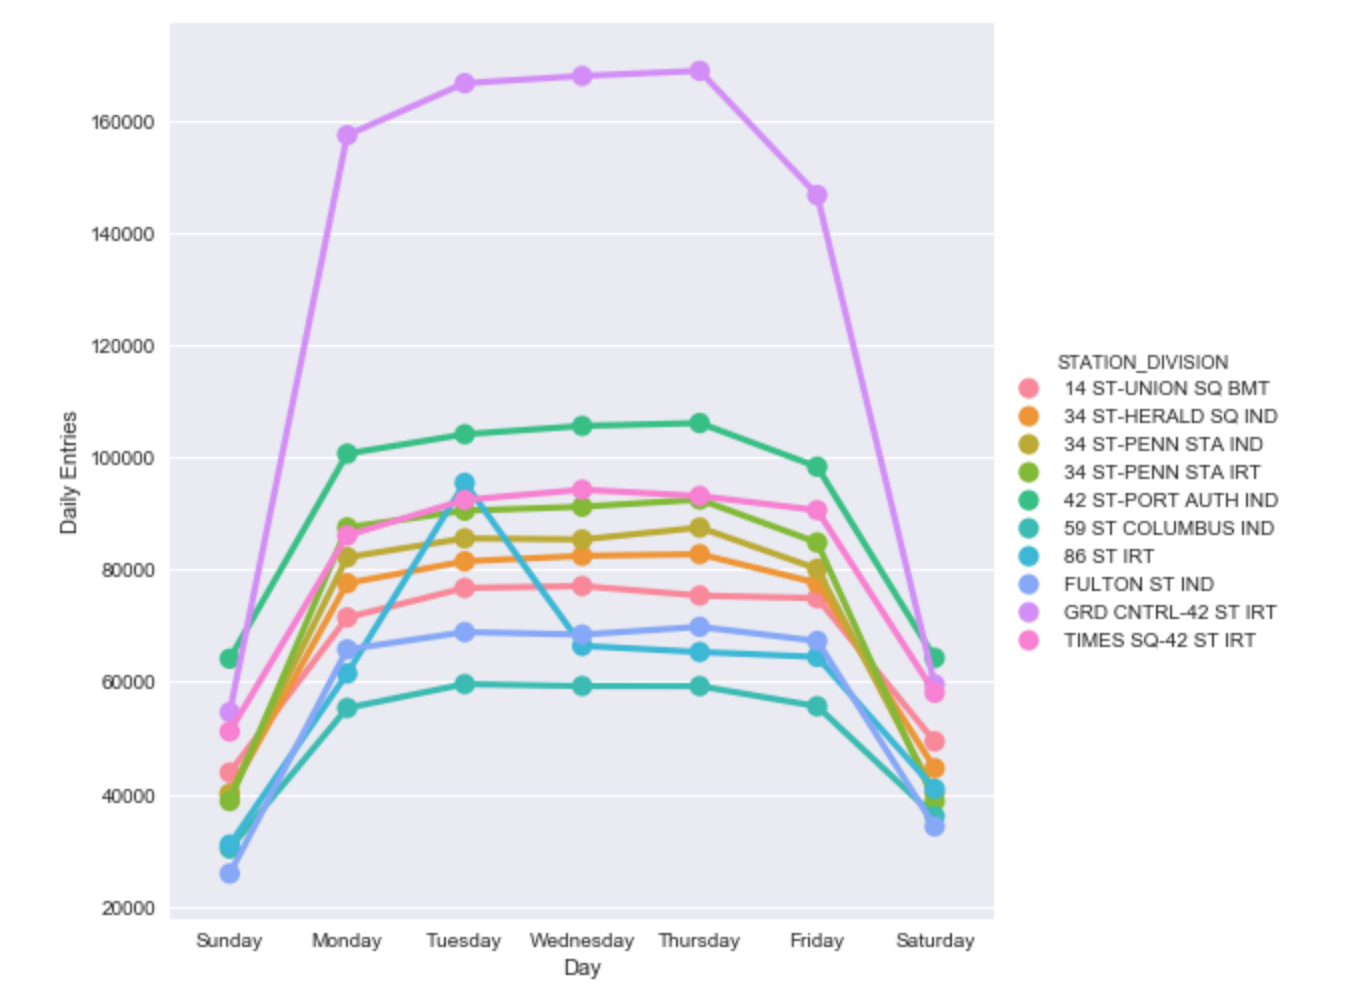 160000
140000
120000
100000
80000
60000
40000
20000
Daily Entries
Sunday Monday Tuesday Wednesday Thursday Friday Saturday
Day
STATION_DIVISION
14 ST-UNION SQ BMT
34 ST-HERALD SQ IND
34 ST-PENN STA IND
34 ST-PENN STA IRT
42 ST-PORT AUTH IND
59 ST COLUMBUS IND
86 ST IRT
FULTON ST IND
GRD CNTRL-42 ST IRT
TIMES SQ-42 ST IRT